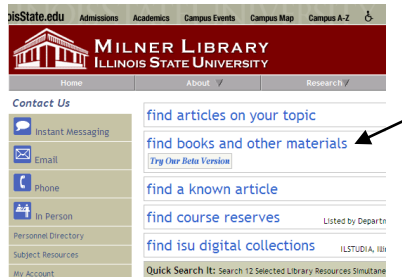 oisState.edu Admissions Academics Campus Events Campus Map Campus A-Z
MILNER LIBRARY
ILLINOIS STATE UNIVERSITY
Home About Research
Contact Us
Instant Messaging
Email
Phone
In Person
Personnel Directory
Subject Resources
My Account
find articles on your topic
find books and other materials
Try Our Beta Version
find a known article
find course reserves Listed by Departm
find isu digital collections ILSTUDIA, Illi
Quick Search It: Search 12 Selected Library Resources Simultane